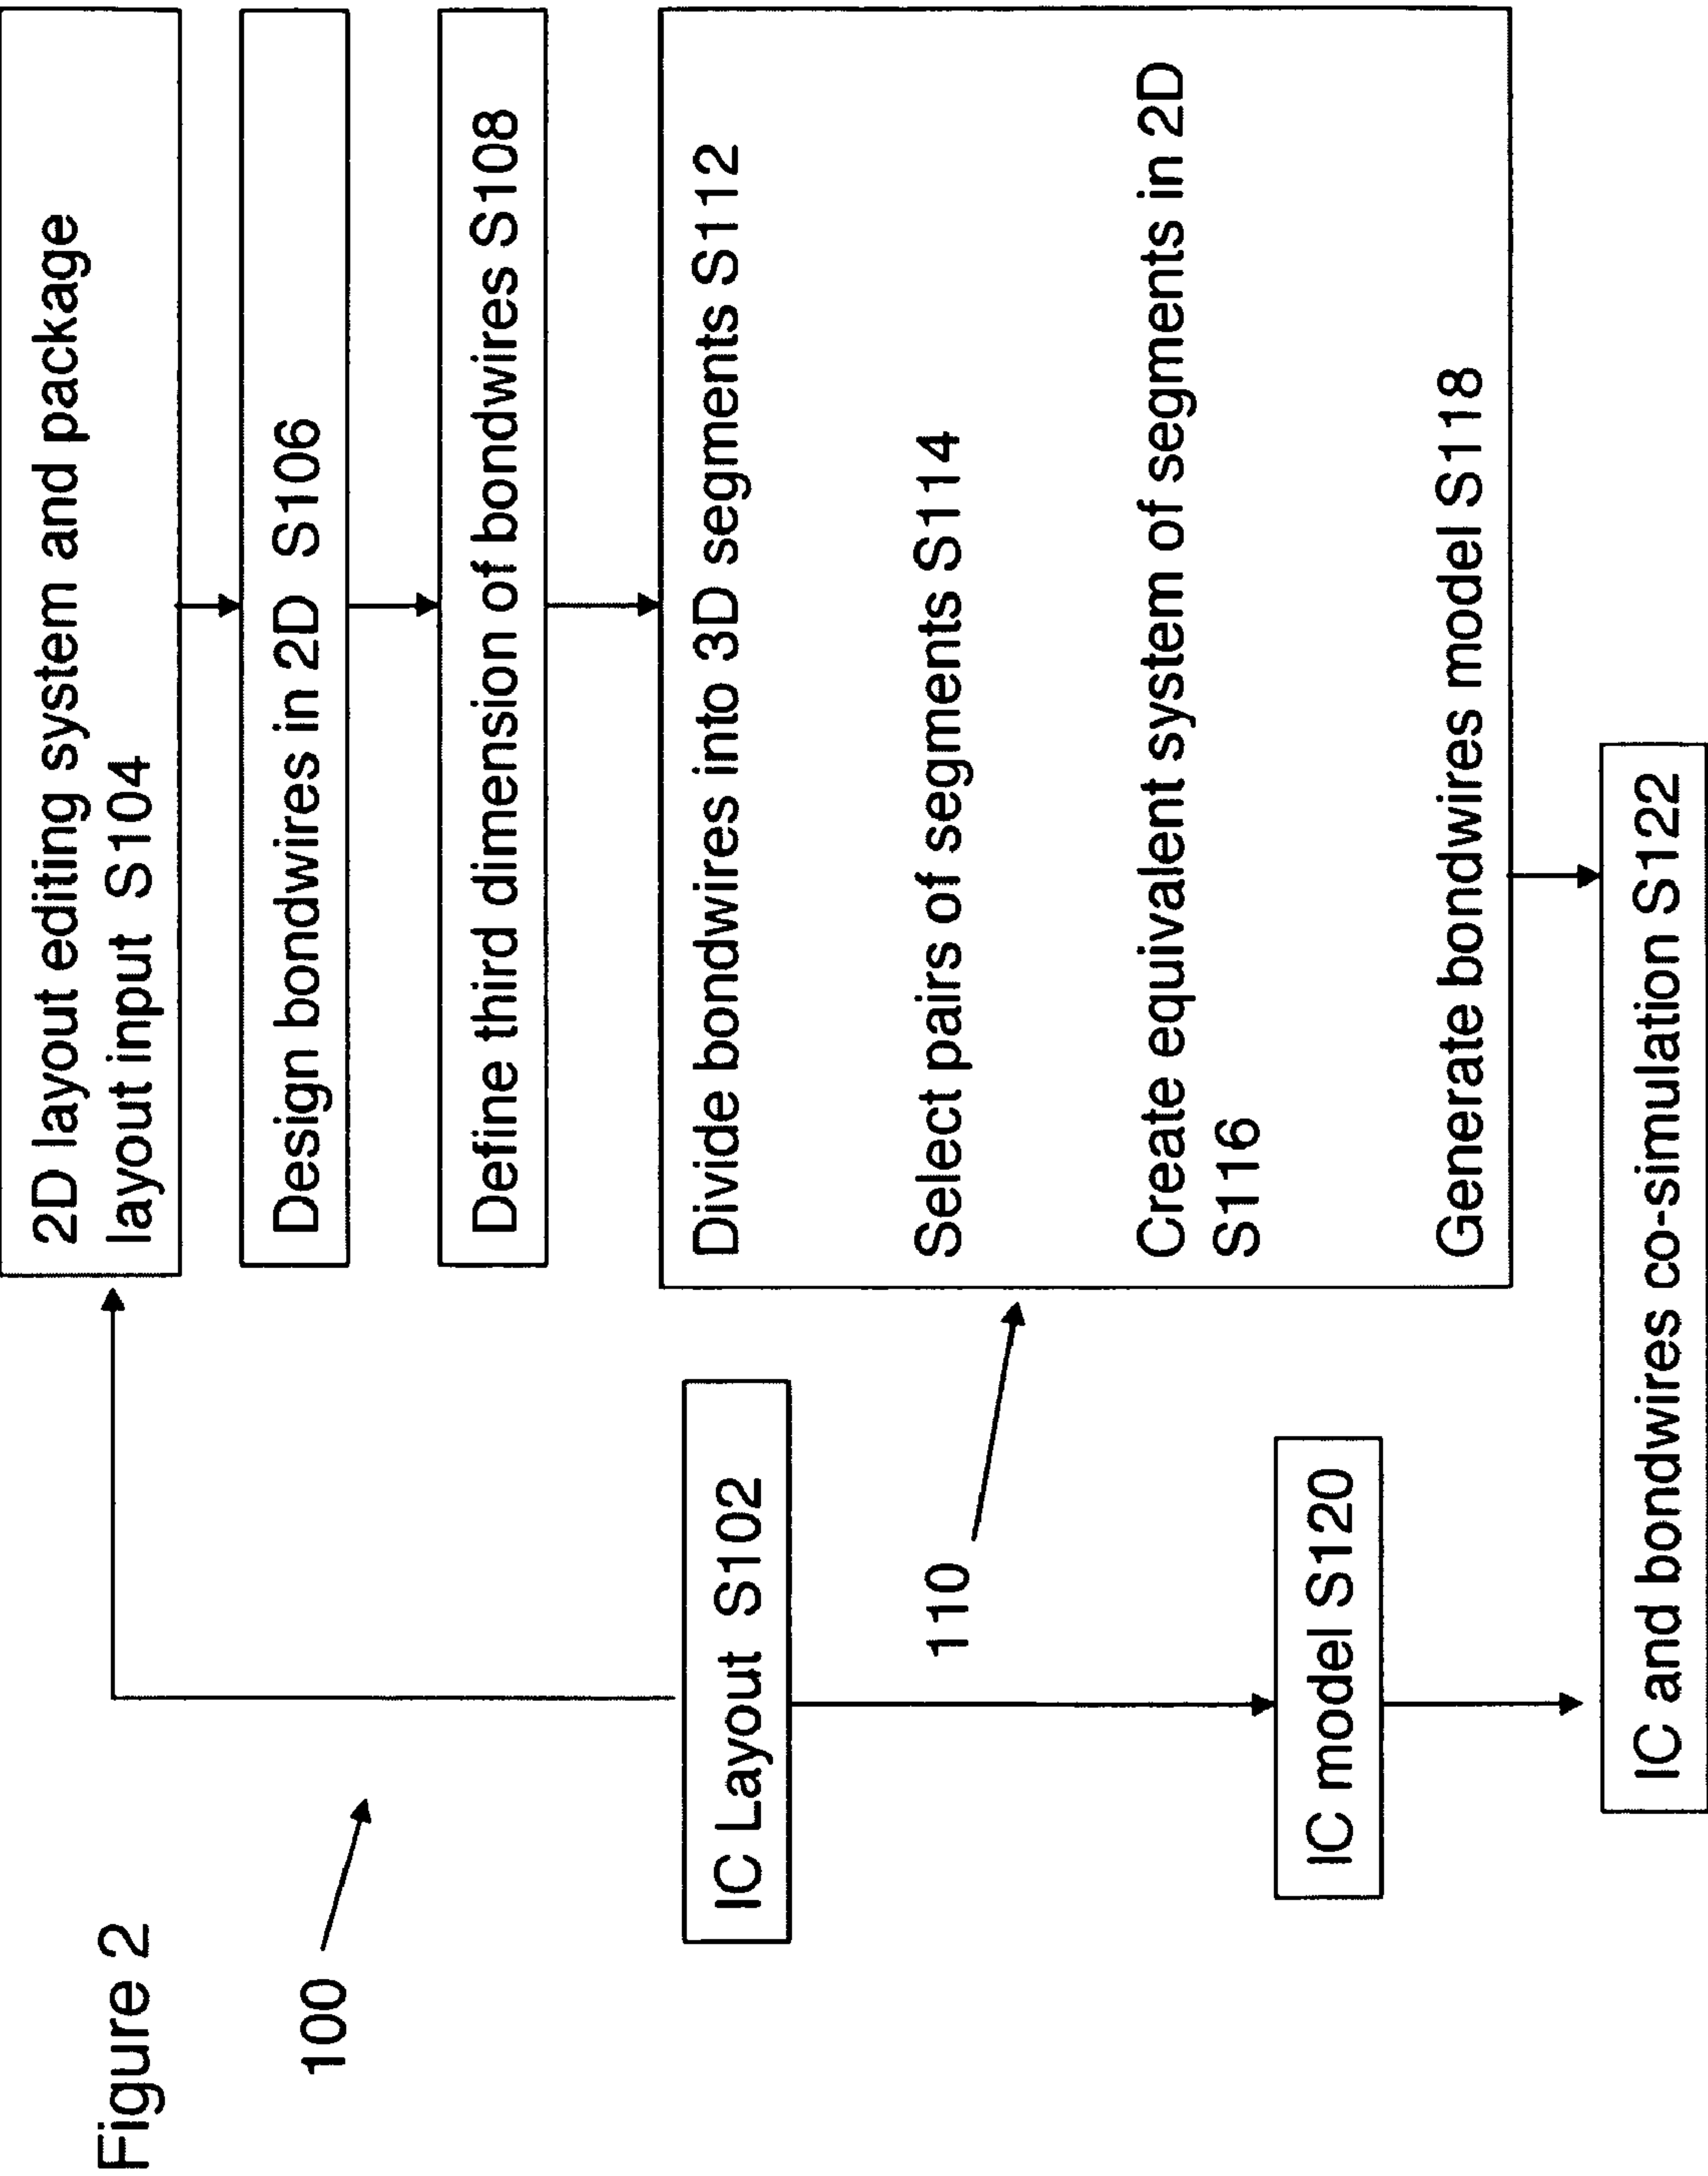 Figure 2
100
2D layout editing system and package
layout input S104
Design bondwires in 2D S106
Define third dimension of bondwires S108
IC Layout S102
110
Divide bondwires into 3D segments S112
Select pairs of segments S114
Create equivalent system of segments in 2D
S116
Generate bondwires model S118
IC model S120
IC and bondwires co-simulation S122